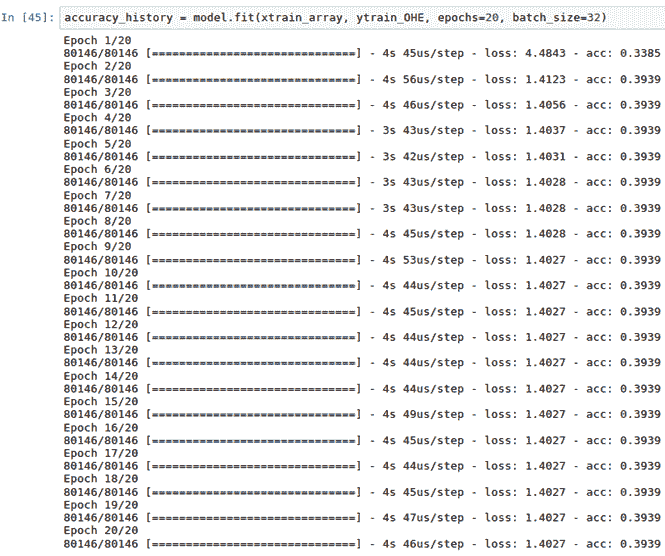 In [45]: accuracy_history = model.fit(xtrain_array, ytrain_OHE, epochs=20, batch_size=32)
Epoch 1/20
80146/80146 [==============================] - 4s 45us/step - loss: 4.4843 - acc: 0.3385
Epoch 2/20
80146/80146 [==============================] - 4s 56us/step - loss: 1.4123 - acc: 0.3939
Epoch 3/20
80146/80146 [==============================] - 4s 46us/step - loss: 1.4056 - acc: 0.3939
Epoch 4/20
80146/80146 [==============================] - 3s 43us/step - loss: 1.4037 - acc: 0.3939
Epoch 5/20
80146/80146 [==============================] - 3s 42us/step - loss: 1.4031 - acc: 0.3939
Epoch 6/20
80146/80146 [==============================] - 3s 43us/step - loss: 1.4028 - acc: 0.3939
Epoch 7/20
80146/80146 [==============================] - 3s 43us/step - loss: 1.4028 - acc: 0.3939
Epoch 8/20
80146/80146 [==============================] - 4s 45us/step - loss: 1.4028 - acc: 0.3939
Epoch 9/20
80146/80146 [==============================] - 4s 53us/step - loss: 1.4027 - acc: 0.3939
Epoch 10/20
80146/80146 [==============================] - 4s 44us/step - loss: 1.4027 - acc: 0.3939
Epoch 11/20
80146/80146 [==============================] - 4s 45us/step - loss: 1.4027 - acc: 0.3939
Epoch 12/20
80146/80146 [==============================] - 4s 44us/step - loss: 1.4027 - acc: 0.3939
Epoch 13/20
80146/80146 [==============================] - 4s 44us/step - loss: 1.4027 - acc: 0.3939
Epoch 14/20
80146/80146 [==============================] - 4s 44us/step - loss: 1.4027 - acc: 0.3939
Epoch 15/20
80146/80146 [==============================] - 4s 49us/step - loss: 1.4027 - acc: 0.3939
Epoch 16/20
80146/80146 [==============================] - 4s 45us/step - loss: 1.4027 - acc: 0.3939
Epoch 17/20
80146/80146 [==============================] - 4s 44us/step - loss: 1.4027 - acc: 0.3939
Epoch 18/20
80146/80146 [==============================] - 4s 45us/step - loss: 1.4027 - acc: 0.3939
Epoch 19/20
80146/80146 [==============================] - 4s 47us/step - loss: 1.4027 - acc: 0.3939
Epoch 20/20
80146/80146 [==============================] - 4s 46us/step - loss: 1.4027 - acc: 0.3939